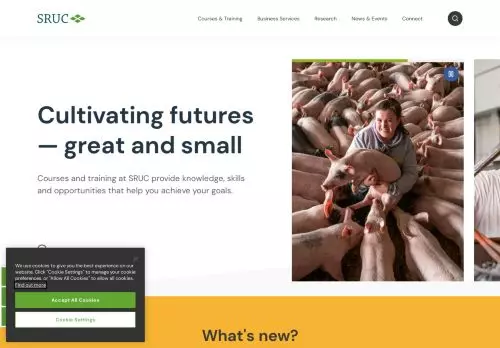 SRUC
Courses & Training
Business Services
Research
News & Events
Connect
Cultivating futures
— great and small
Courses and training at SRUC provide knowledge, skills
and opportunities that help you achieve your goals.
We use cookies to give you the best experience on our
website. Click "Cookie Settings" to manage your cookie
preferences, or "Allow All Cookies" to allow all cookies.
Find out more
Accept All Cookies
Cookie Settings
What's new?